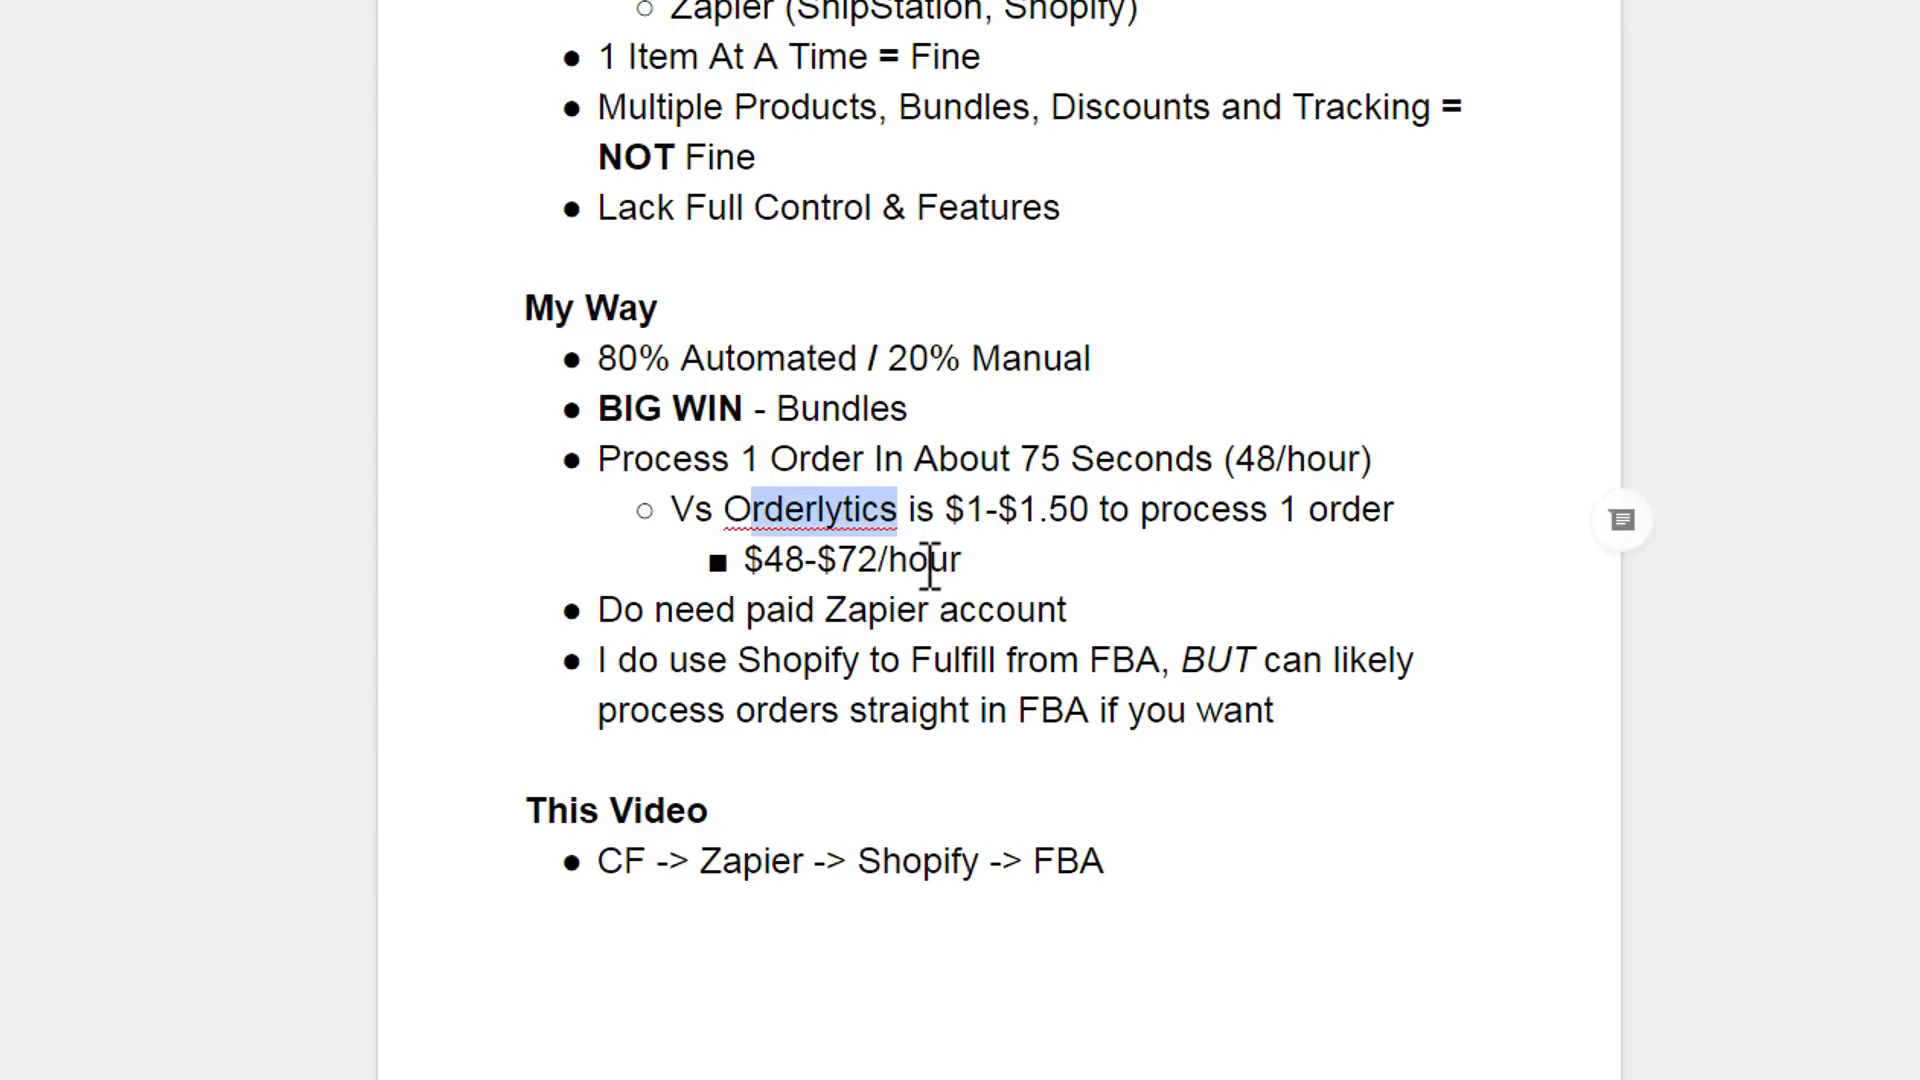 ○ Zapier (ShipStation, Shopify)
● 1 Item At A Time = Fine
● Multiple Products, Bundles, Discounts and Tracking =
NOT Fine
● Lack Full Control & Features
My Way
● 80% Automated / 20% Manual
● BIG WIN - Bundles
● Process 1 Order In About 75 Seconds (48/hour)
○ Vs Orderlytics is $1-$1.50 to process 1 order
■ $48-$72/hour
● Do need paid Zapier account
● I do use Shopify to Fulfill from FBA, BUT can likely
process orders straight in FBA if you want
This Video
● CF -> Zapier -> Shopify -> FBA